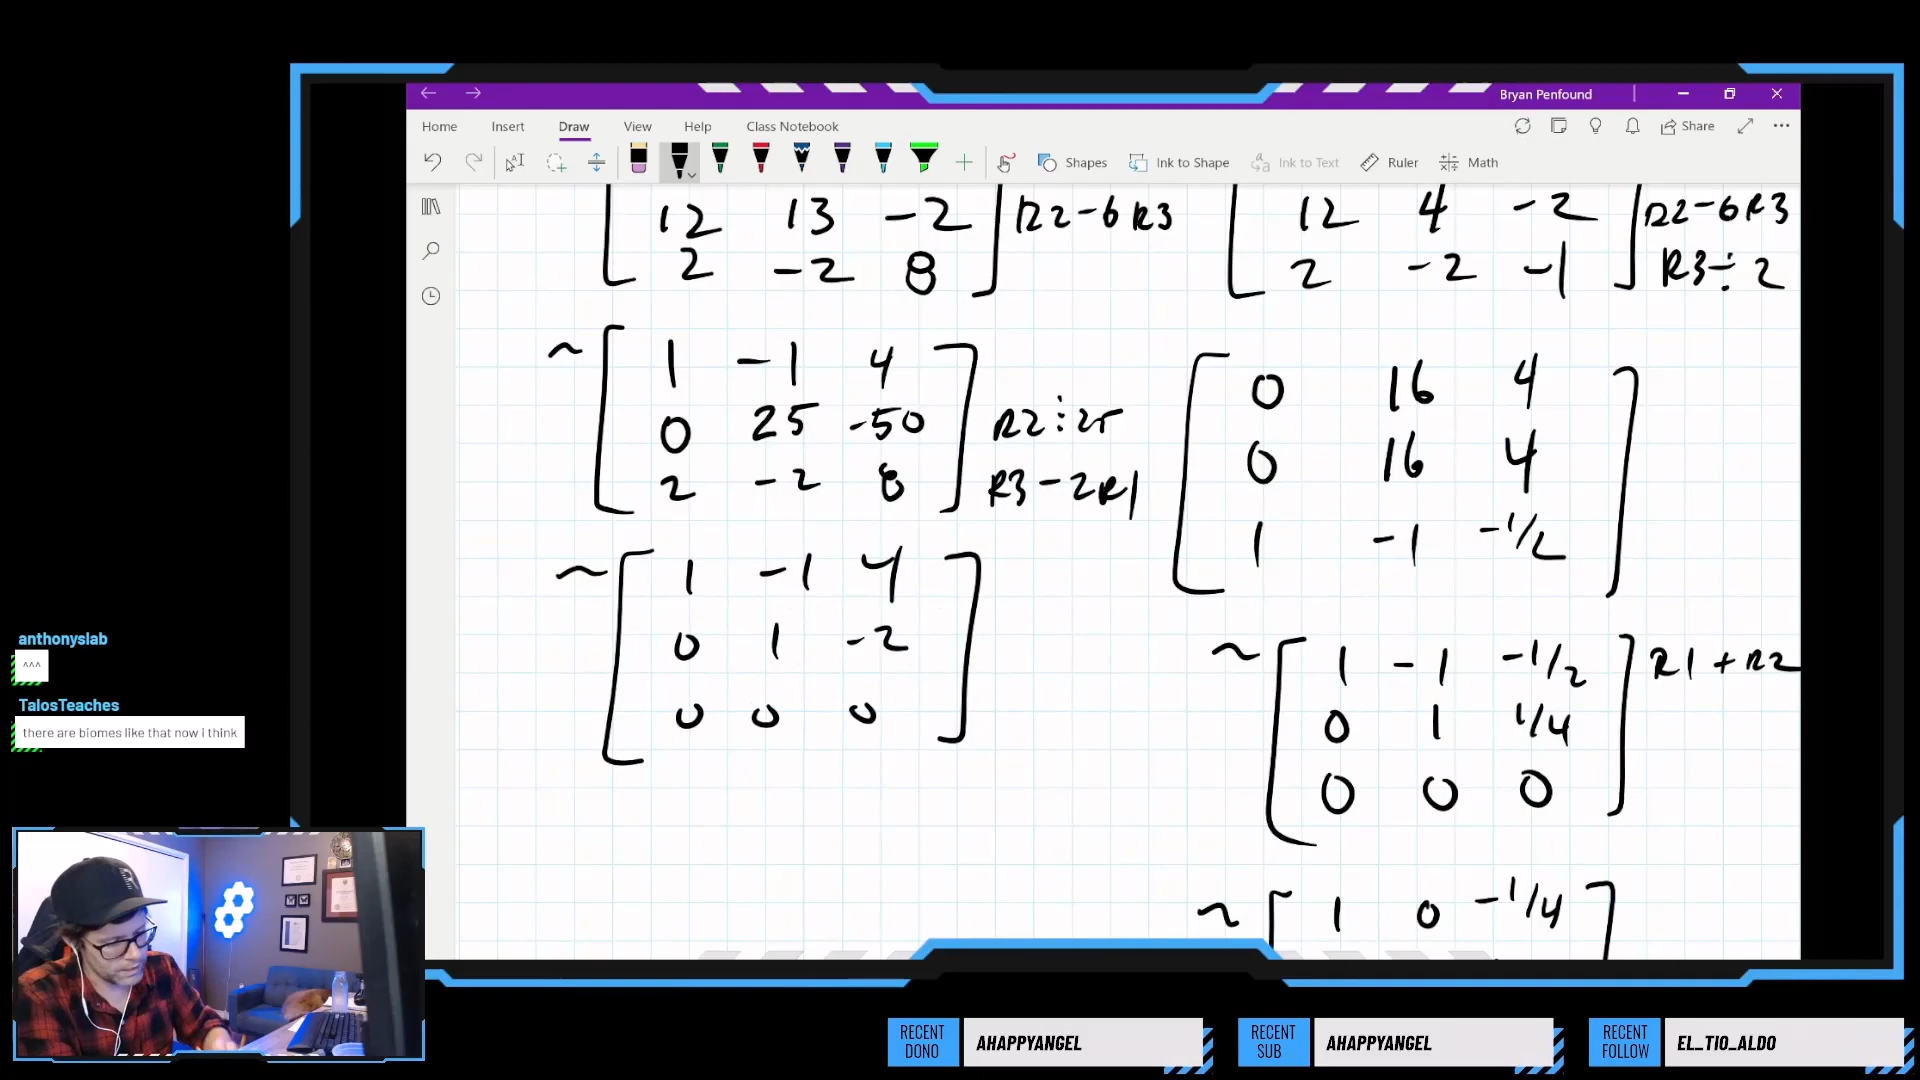 Bryan Penfound
Home Insert Draw View Help Class Notebook
Share
Shapes Ink to Shape Ink to Text Ruler Math
12 13 -2 R2-6R3
2 -2 8
12 4 -2 R2-6R3
2 -2 -1 R3÷2
~ 1 -1 4
0 25 -50 R2÷25
2 -2 8 R3-2R1
0 16 4
0 16 4
1 -1 -1/2
~ 1 -1 4
0 1 -2
0 0 0
~ 1 -1 -1/2 R1+R2
0 1 1/4
0 0 0
~ 1 0 -1/4
anthonyslab
^^^
TalosTeaches
there are biomes like that now i think
RECENT DONO AHAPPYANGEL
RECENT SUB AHAPPYANGEL
RECENT FOLLOW EL_TIO_ALDO